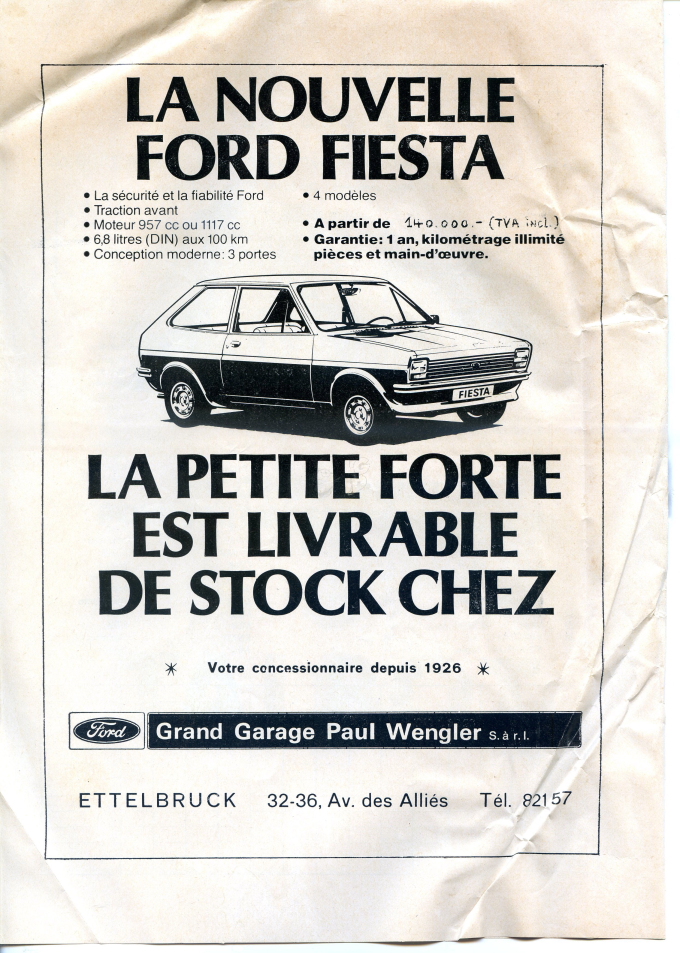 LA NOUVELLE
FORD FIESTA
• La sécurité et la fiabilité Ford
• Traction avant
• Moteur 957 cc ou 1117 cc
• 6,8 litres (DIN) aux 100 km
• Conception moderne: 3 portes
• 4 modèles
• A partir de 140.000.- (TVA incl.)
• Garantie: 1 an, kilométrage illimité
pièces et main-d'œuvre.
FIESTA
LA PETITE FORTE
EST LIVRABLE
DE STOCK CHEZ
* Votre concessionnaire depuis 1926 *
Ford Grand Garage Paul Wengler S.à r.l.
ETTELBRUCK 32-36, Av. des Alliés Tél. 82157